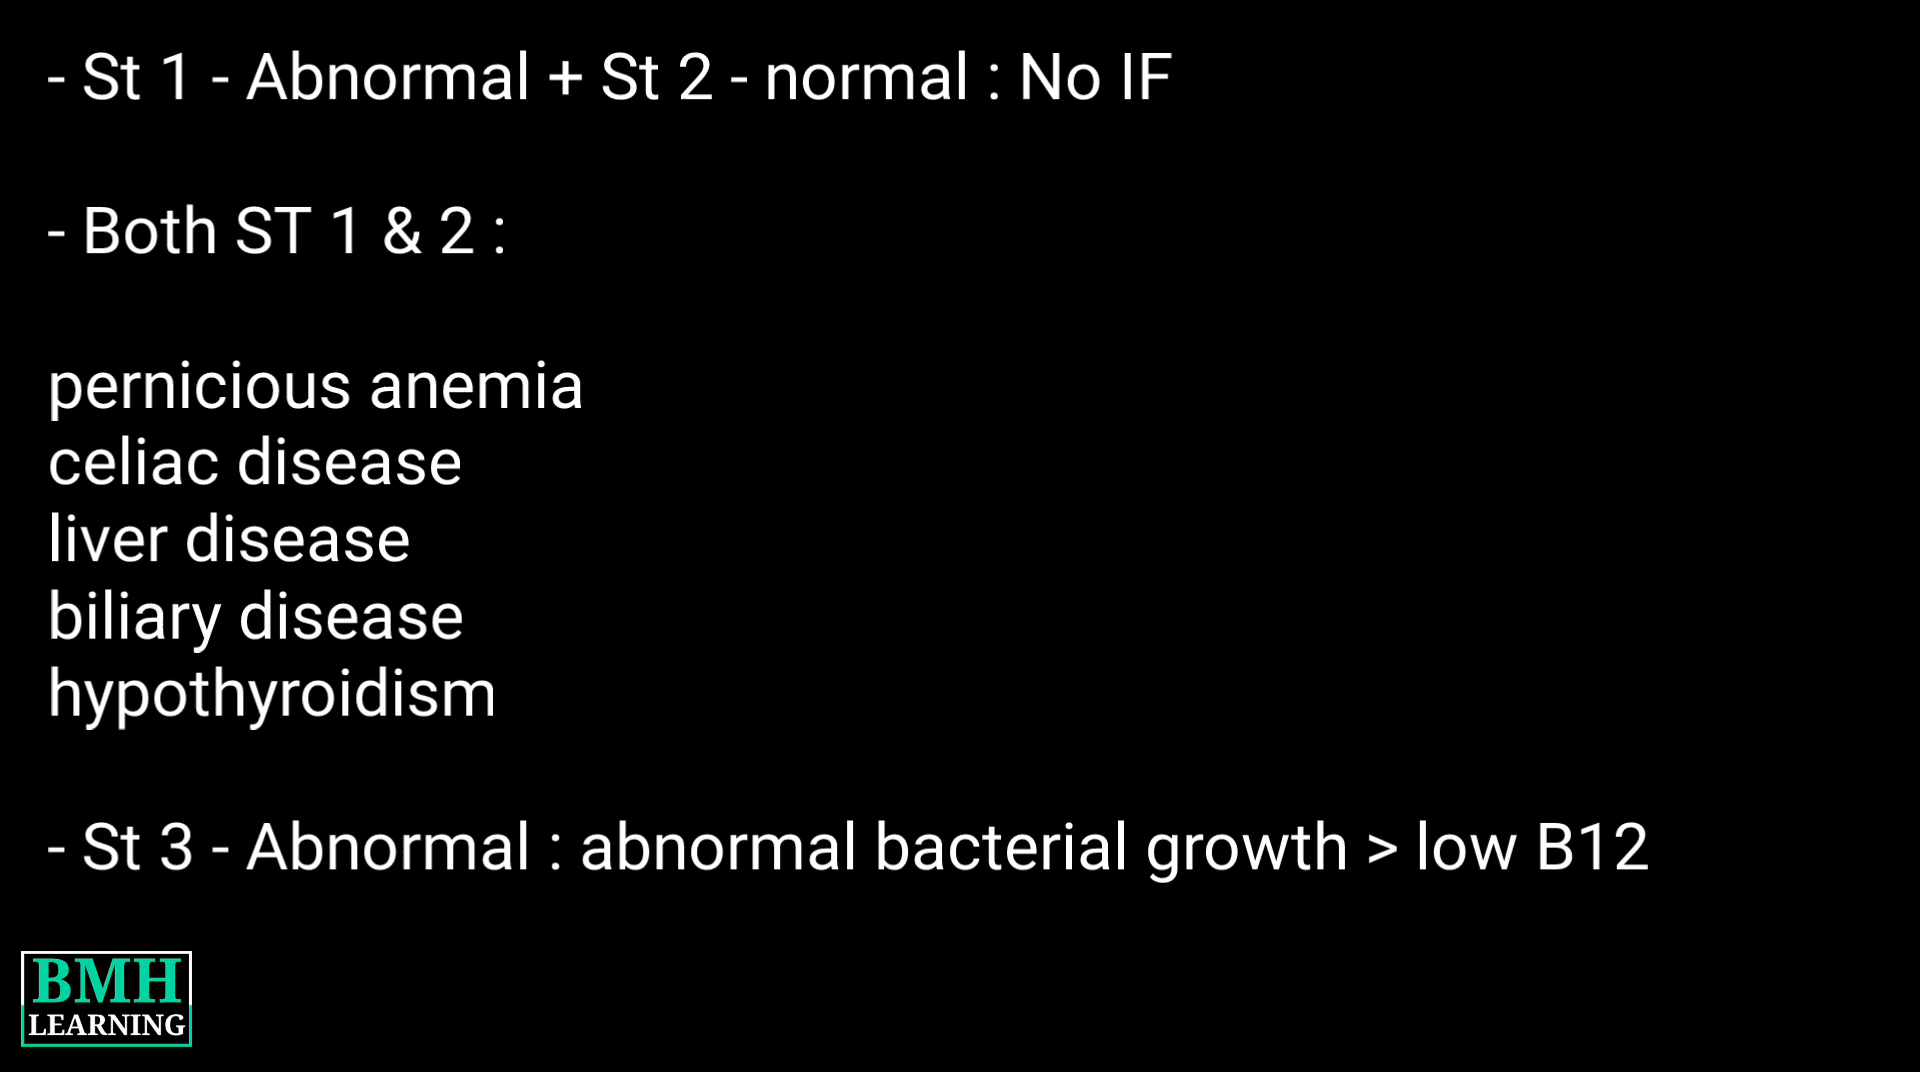 - St 1 - Abnormal + St 2 - normal : No IF
- Both ST 1 & 2 :
pernicious anemia
celiac disease
liver disease
biliary disease
hypothyroidism
- St 3 - Abnormal : abnormal bacterial growth > low B12
BMH
LEARNING